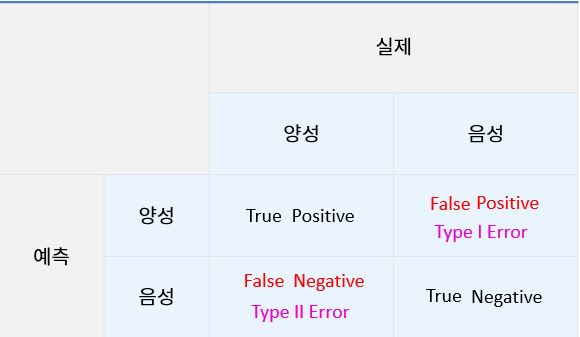 실제
양성 음성
양성 True Positive False Positive
Type I Error
예측
음성 False Negative True Negative
Type II Error